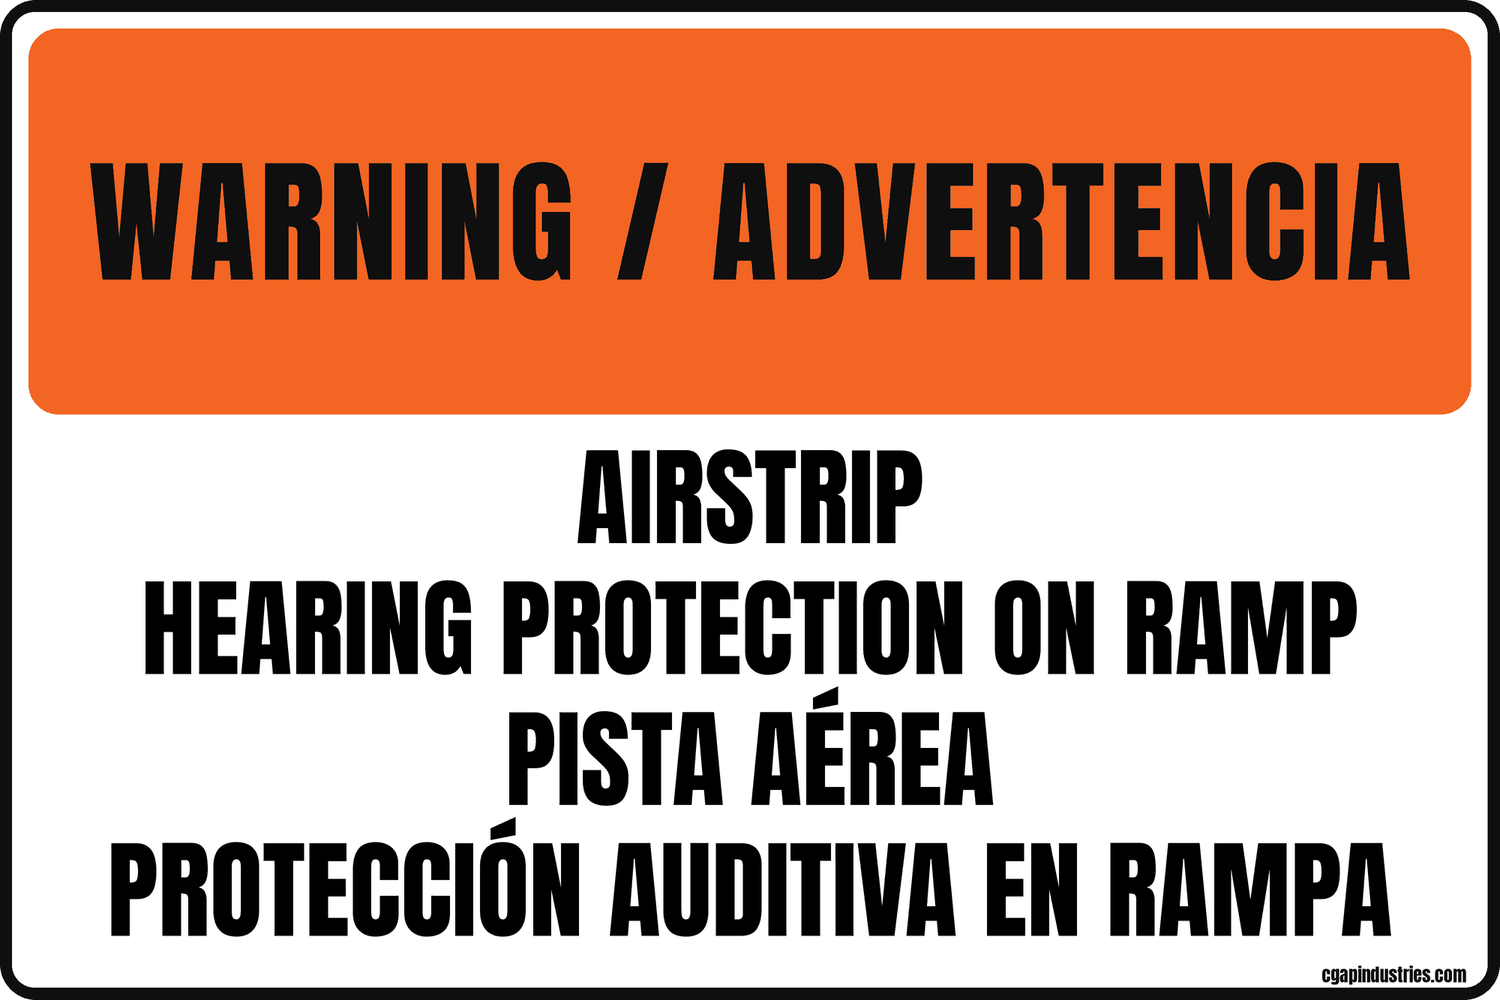 WARNING / ADVERTENCIA
AIRSTRIP
HEARING PROTECTION ON RAMP
PISTA AÉREA
PROTECCIÓN AUDITIVA EN RAMPA
cgapindustries.com